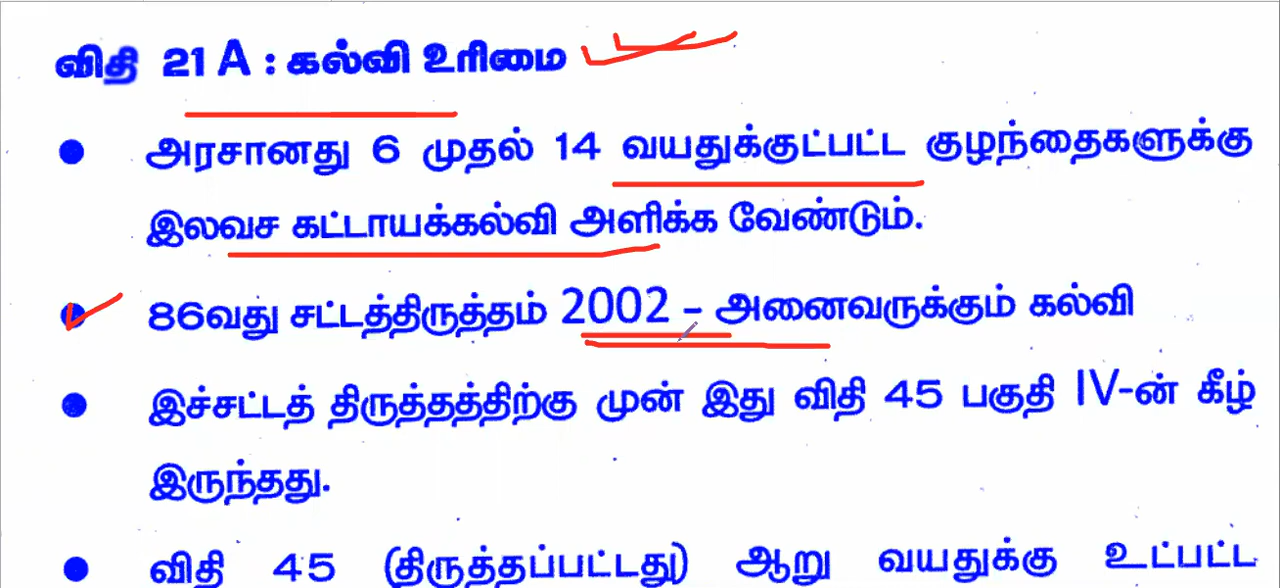 விதி 21A : கல்வி உரிமை
அரசானது 6 முதல் 14 வயதுக்குட்பட்ட குழந்தைகளுக்கு
இலவச கட்டாயக்கல்வி அளிக்க வேண்டும்.
86வது சட்டத்திருத்தம் 2002 – அனைவருக்கும் கல்வி
இச்சட்டத் திருத்தத்திற்கு முன் இது விதி 45 பகுதி IV-ன் கீழ்
இருந்தது.
விதி 45 (திருத்தப்பட்டது) ஆறு வயதுக்கு உட்பட்ட